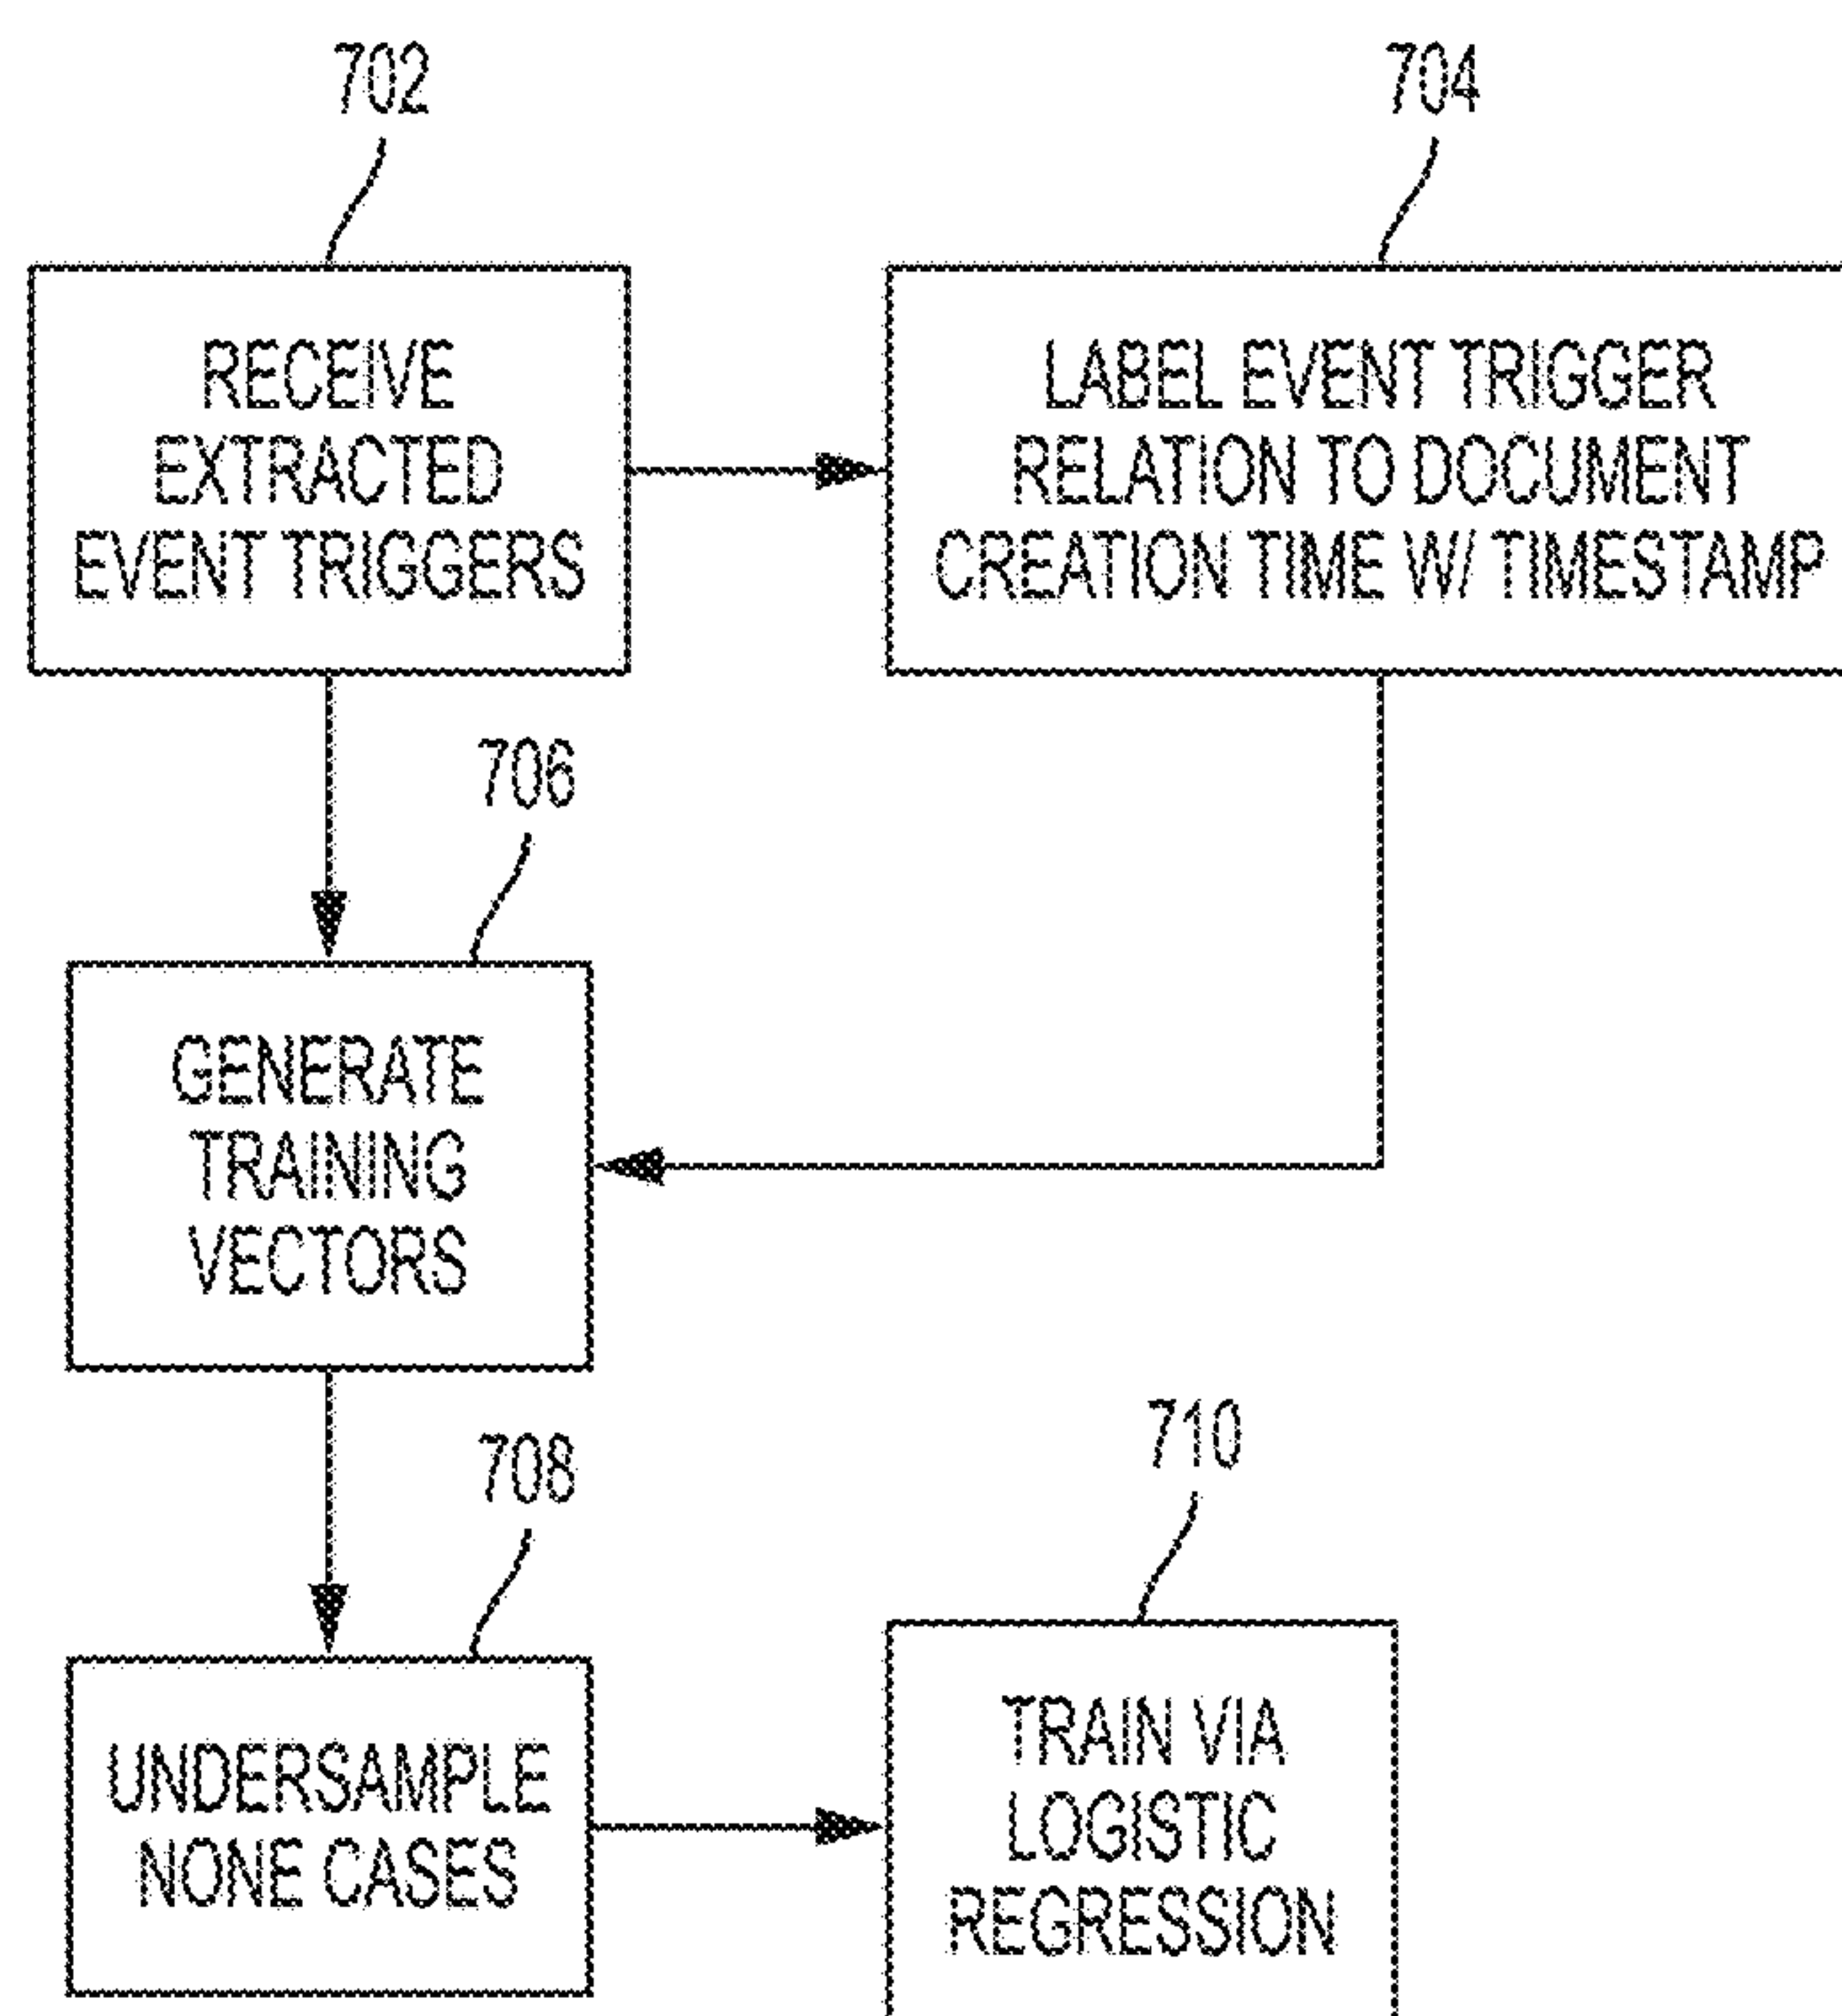 702
RECEIVE
EXTRACTED
EVENT TRIGGERS
704
LABEL EVENT TRIGGER
RELATION TO DOCUMENT
CREATION TIME W/ TIMESTAMP
706
GENERATE
TRAINING
VECTORS
708
UNDERSAMPLE
NONE CASES
710
TRAIN VIA
LOGISTIC
REGRESSION